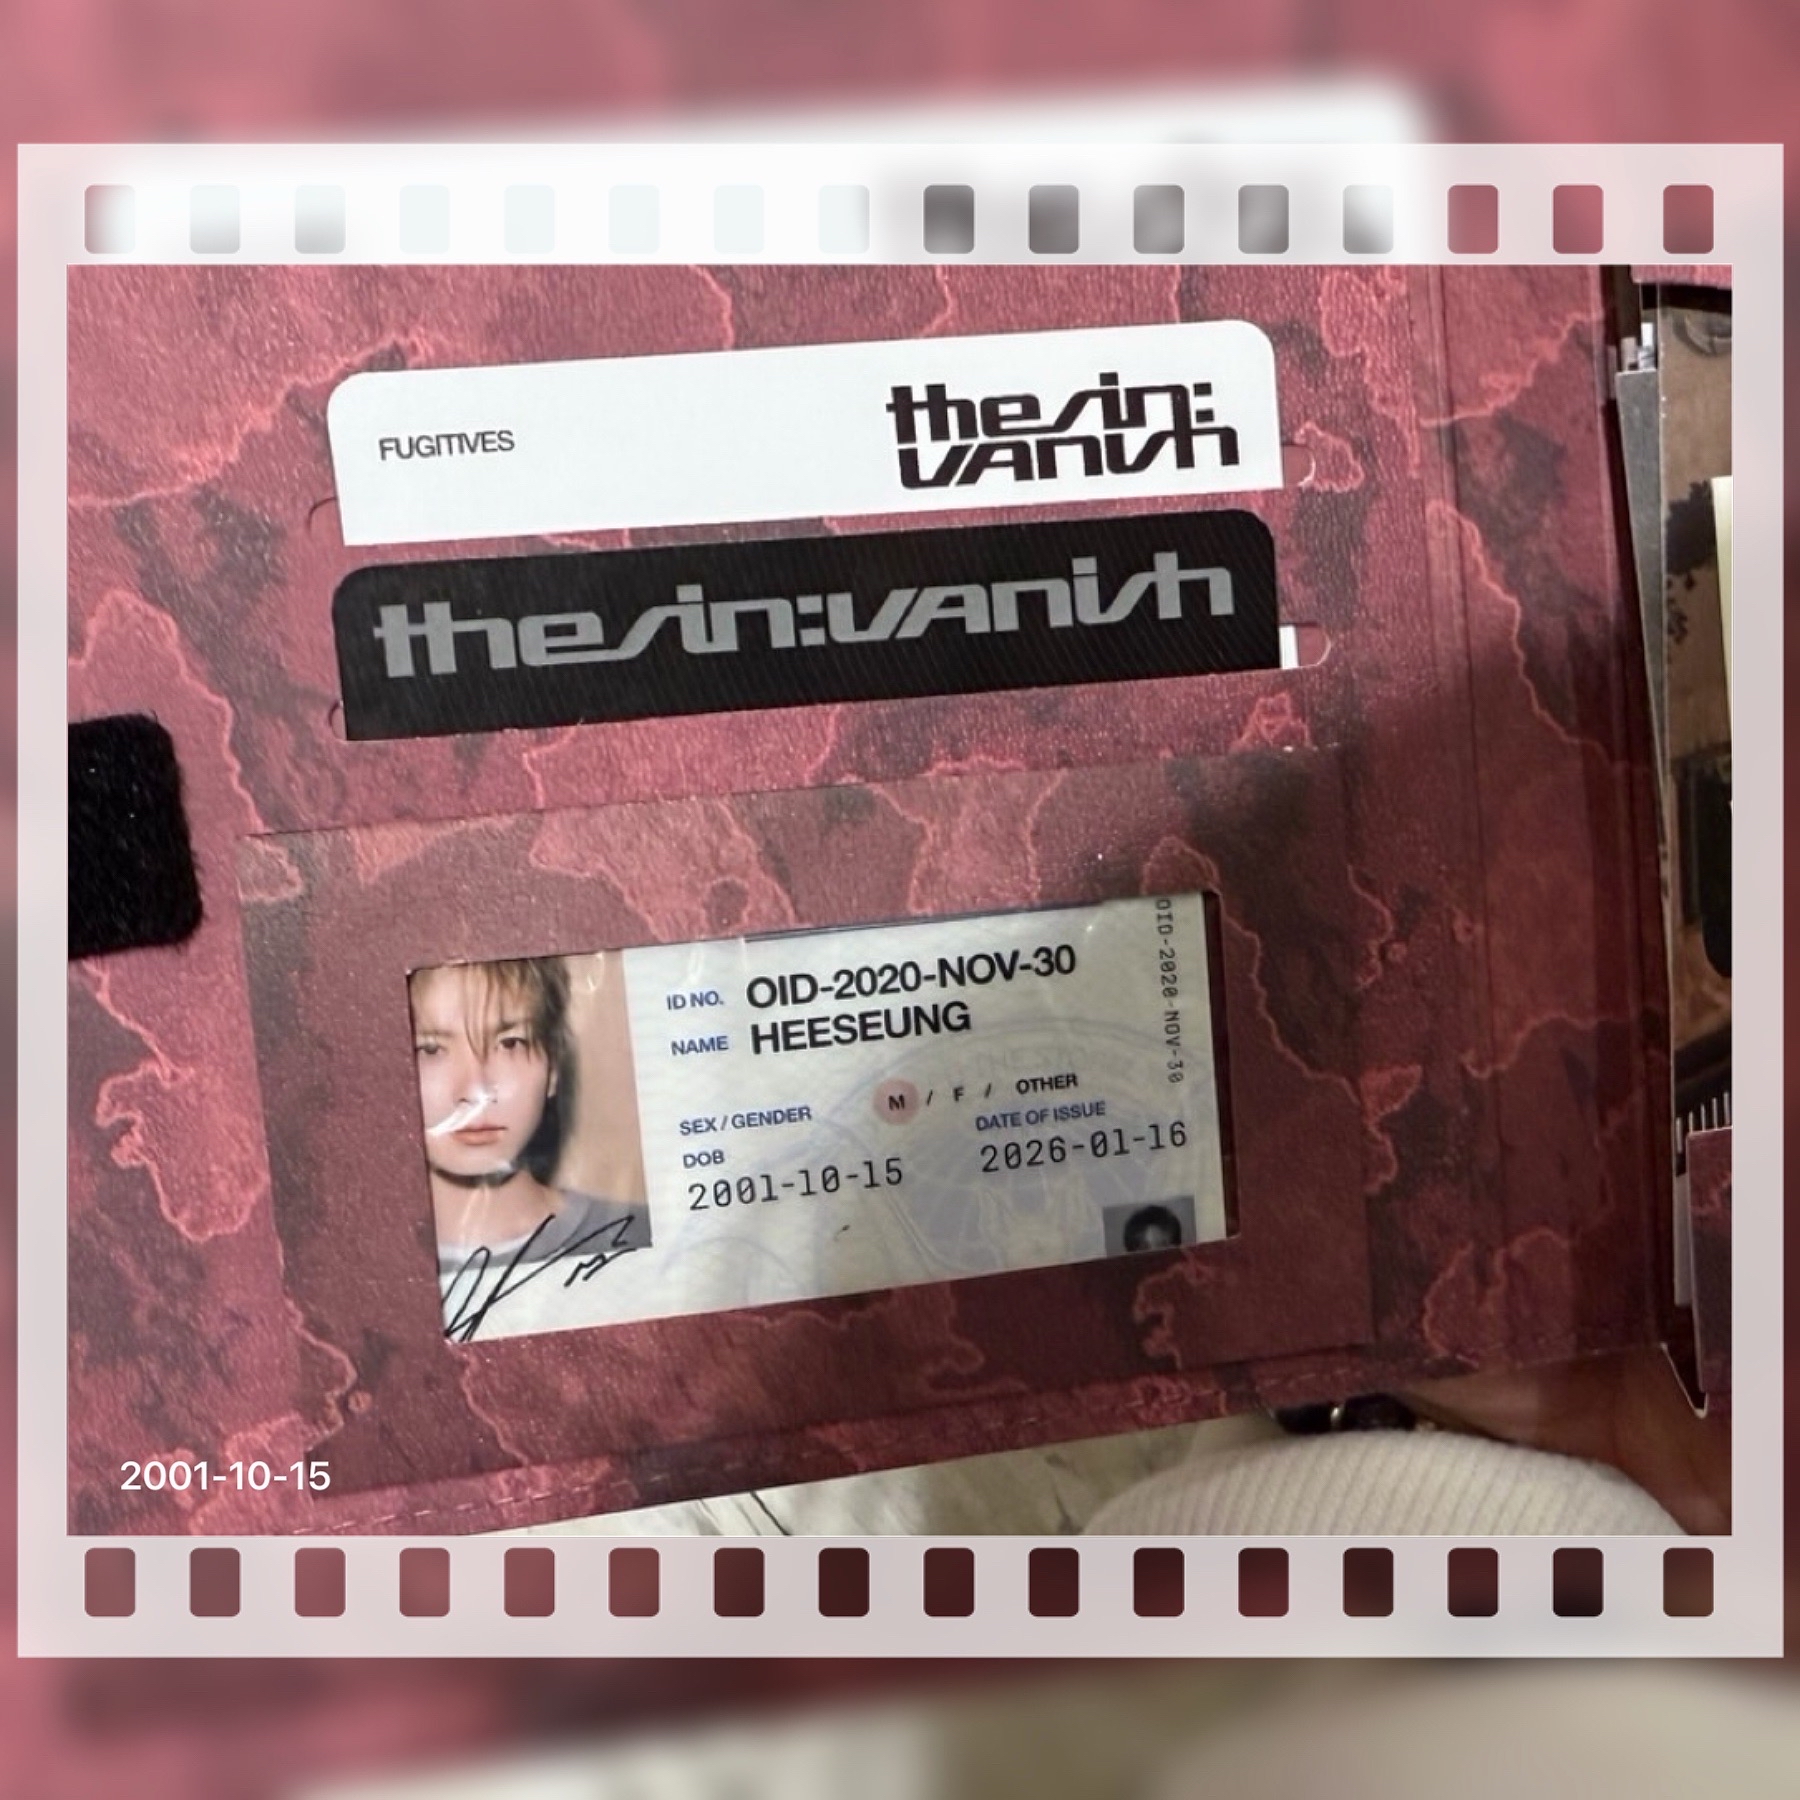 FUGITIVES
the sin:
vanish
the sin:vanish
ID NO. OID-2020-NOV-30
NAME HEESEUNG
SEX / GENDER M / F / OTHER
DOB DATE OF ISSUE
2001-10-15 2026-01-16
OID-2020-NOV-30
2001-10-15